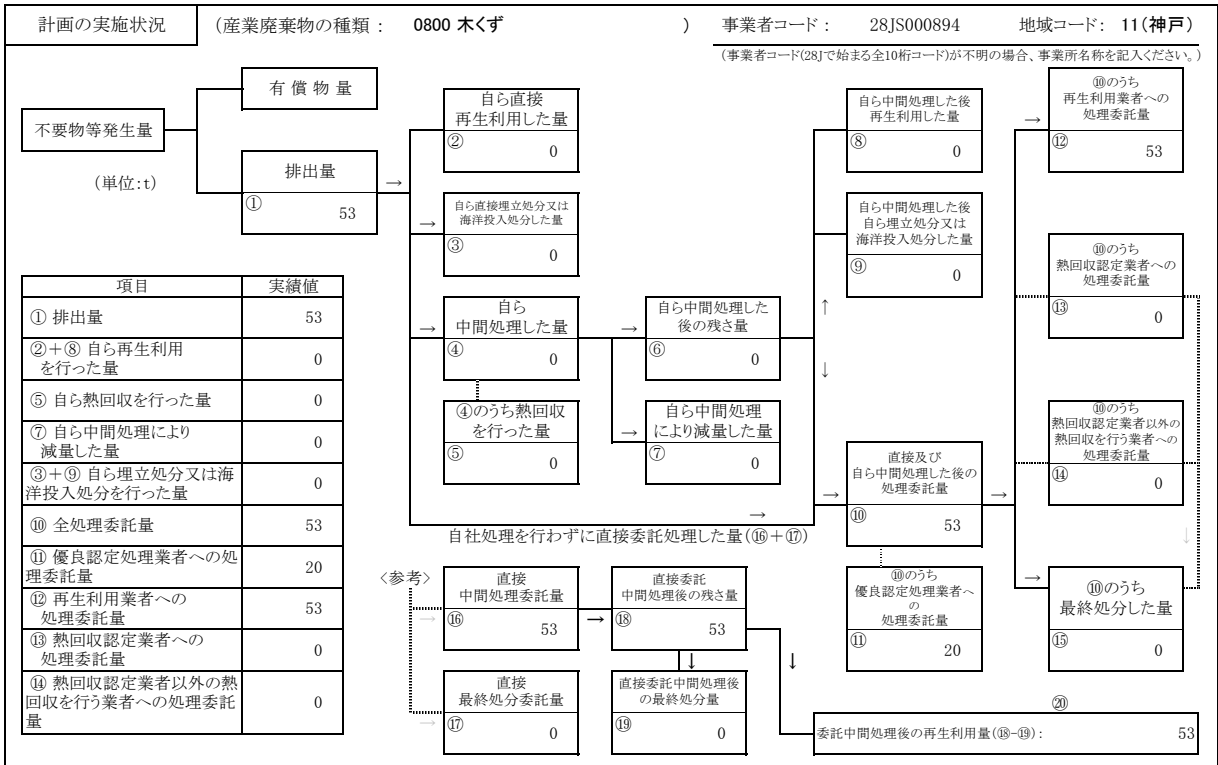 計画の実施状況
(産業廃棄物の種類： 0800 木くず )
事業者コード： 28JS000894 地域コード： 11(神戸)
(事業者コード(28Jで始まる全10桁コード)が不明の場合、事業所名称を記入ください。)
不要物等発生量
(単位:t)
有 償 物 量
排出量
① 53
→
自ら直接
再生利用した量
② 0
→
自ら直接埋立処分又は
海洋投入処分した量
③ 0
→
自ら
中間処理した量
④ 0
④のうち熱回収
を行った量
⑤ 0
→
自ら中間処理した
後の残さ量
⑥ 0
→
自ら中間処理
により減量した量
⑦ 0
自ら中間処理した後
再生利用した量
⑧ 0
自ら中間処理した後
自ら埋立処分又は
海洋投入処分した量
⑨ 0
↑
↓
→
直接及び
自ら中間処理した後の
処理委託量
⑩ 53
→
⑩のうち
優良認定処理業者へ
の
処理委託量
⑪ 20
→
⑩のうち
再生利用業者への
処理委託量
⑫ 53
⑩のうち
熱回収認定業者への
処理委託量
⑬ 0
⑩のうち
熱回収認定業者以外の
熱回収を行う業者への
処理委託量
⑭ 0
↓
→
⑩のうち
最終処分した量
⑮ 0
→
自社処理を行わずに直接委託処理した量(⑯＋⑰)
〈参考〉
→
直接
中間処理委託量
⑯ 53
→
直接
最終処分委託量
⑰ 0
→
直接委託
中間処理後の残さ量
⑱ 53
↓
直接委託中間処理後
の最終処分量
⑲ 0
↓
⑳
委託中間処理後の再生利用量(⑱-⑲)： 53
項目 実績値
① 排出量 53
②＋⑧ 自ら再生利用
を行った量 0
⑤ 自ら熱回収を行った量 0
⑦ 自ら中間処理により
減量した量 0
③＋⑨ 自ら埋立処分又は海
洋投入処分を行った量 0
⑩ 全処理委託量 53
⑪ 優良認定処理業者への処
理委託量 20
⑫ 再生利用業者への
処理委託量 53
⑬ 熱回収認定業者への
処理委託量 0
⑭ 熱回収認定業者以外の熱
回収を行う業者への処理委託
量 0